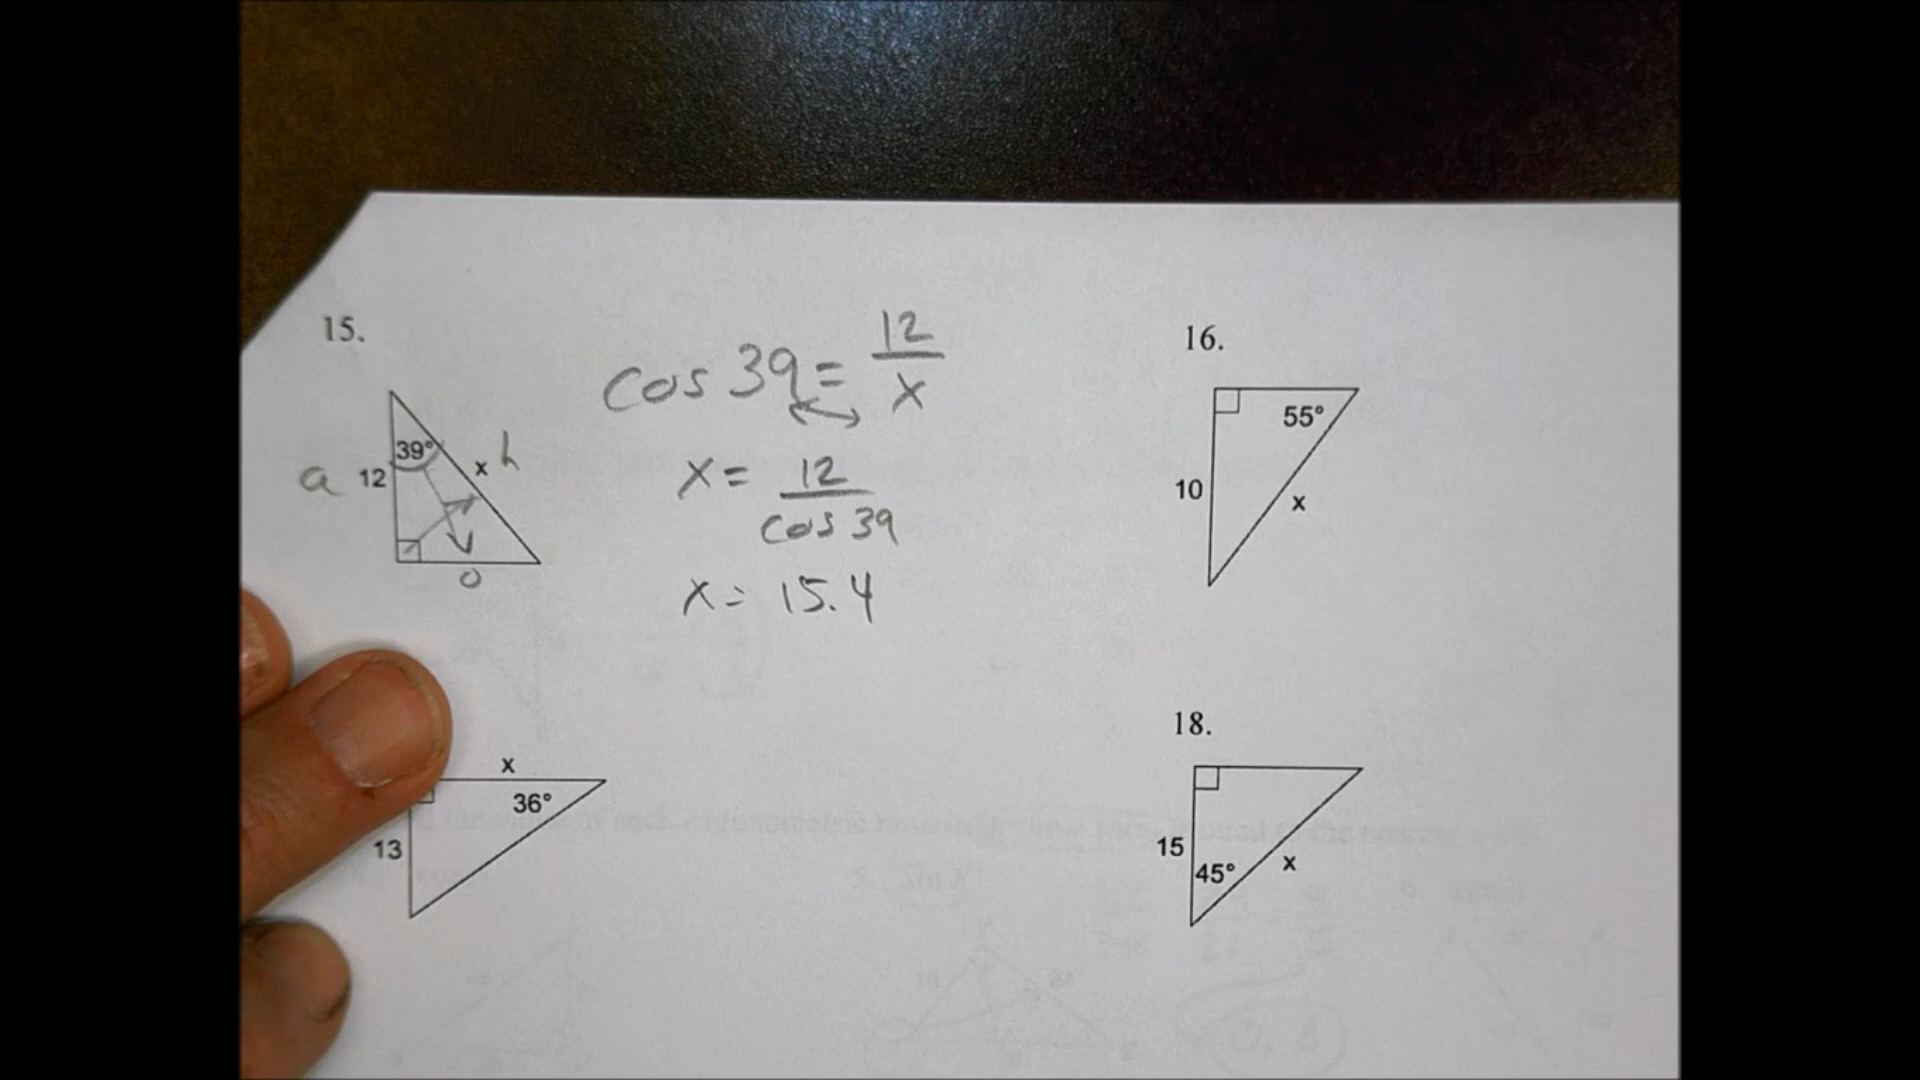 15.
cos 39 = 12/x
39°
a 12 x h
o
x = 12/cos 39
x = 15.4
16.
55°
10
x
x
36°
13
18.
15
45°
x